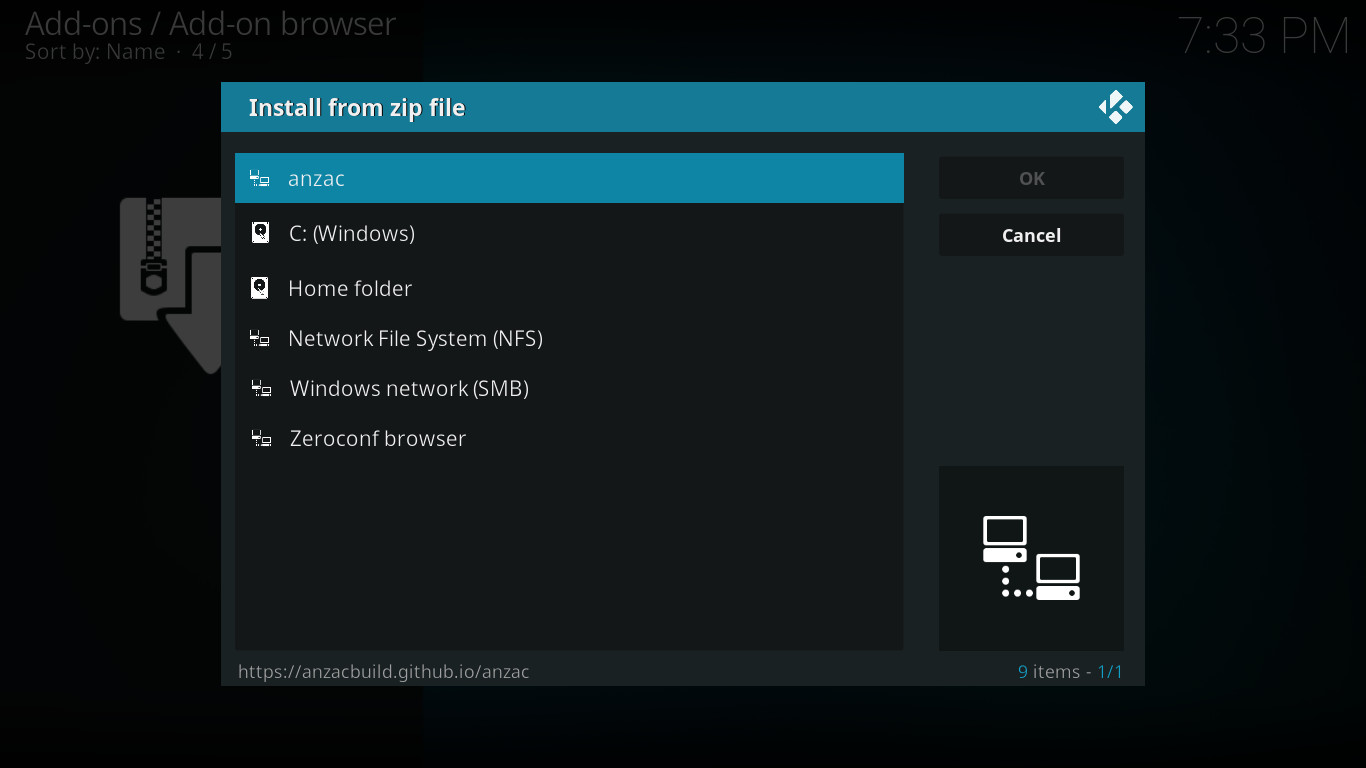 Add-ons / Add-on browser
Sort by: Name · 4 / 5
7:33 PM
Install from zip file
anzac
C: (Windows)
Home folder
Network File System (NFS)
Windows network (SMB)
Zeroconf browser
OK
Cancel
https://anzacbuild.github.io/anzac
9 items - 1/1